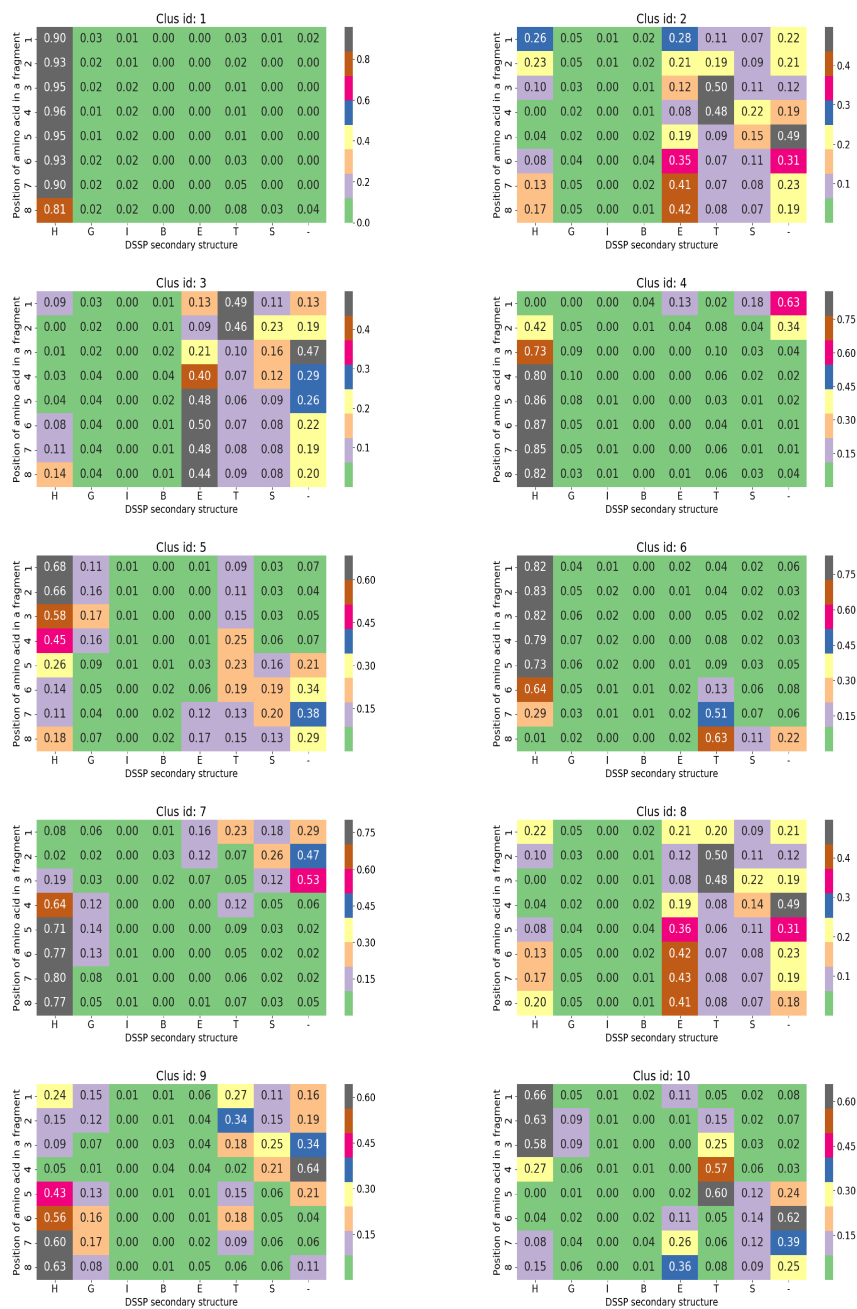 Clus id: 1
Position of amino acid in a fragment
1 0.90 0.03 0.01 0.00 0.00 0.03 0.01 0.02
2 0.93 0.02 0.01 0.00 0.00 0.02 0.00 0.01
3 0.95 0.02 0.01 0.00 0.00 0.01 0.00 0.00
4 0.96 0.01 0.02 0.00 0.00 0.01 0.00 0.00
5 0.95 0.01 0.02 0.00 0.00 0.01 0.00 0.00
6 0.93 0.02 0.02 0.00 0.00 0.03 0.00 0.00
7 0.90 0.02 0.02 0.00 0.00 0.05 0.00 0.01
8 0.81 0.02 0.02 0.00 0.00 0.08 0.03 0.04
H G I B E T S -
DSSP secondary structure
0.8
0.6
0.4
0.2
0.0
Clus id: 2
Position of amino acid in a fragment
1 0.26 0.05 0.01 0.02 0.28 0.11 0.07 0.22
2 0.23 0.05 0.01 0.02 0.21 0.19 0.09 0.21
3 0.10 0.03 0.00 0.01 0.12 0.50 0.11 0.12
4 0.00 0.02 0.00 0.01 0.08 0.48 0.22 0.19
5 0.04 0.02 0.00 0.01 0.19 0.09 0.15 0.49
6 0.08 0.04 0.00 0.04 0.35 0.07 0.11 0.31
7 0.13 0.04 0.00 0.02 0.41 0.07 0.08 0.23
8 0.17 0.05 0.00 0.01 0.42 0.08 0.07 0.19
H G I B E T S -
DSSP secondary structure
0.4
0.3
0.2
0.1
Clus id: 3
Position of amino acid in a fragment
1 0.09 0.03 0.00 0.01 0.13 0.49 0.11 0.13
2 0.00 0.02 0.00 0.01 0.09 0.46 0.23 0.19
3 0.01 0.02 0.00 0.02 0.21 0.10 0.16 0.47
4 0.03 0.04 0.00 0.04 0.40 0.07 0.12 0.29
5 0.04 0.04 0.00 0.02 0.48 0.06 0.09 0.26
6 0.08 0.04 0.00 0.01 0.50 0.06 0.08 0.22
7 0.11 0.04 0.00 0.01 0.48 0.08 0.08 0.19
8 0.14 0.04 0.00 0.01 0.44 0.09 0.08 0.20
H G I B E T S -
DSSP secondary structure
0.4
0.3
0.2
0.1
Clus id: 4
Position of amino acid in a fragment
1 0.00 0.00 0.00 0.04 0.13 0.02 0.18 0.63
2 0.42 0.05 0.01 0.01 0.04 0.08 0.04 0.34
3 0.73 0.09 0.00 0.00 0.00 0.10 0.03 0.04
4 0.80 0.10 0.00 0.00 0.00 0.06 0.02 0.02
5 0.86 0.08 0.01 0.00 0.00 0.03 0.01 0.02
6 0.87 0.05 0.01 0.00 0.00 0.04 0.01 0.01
7 0.85 0.04 0.01 0.00 0.00 0.06 0.01 0.01
8 0.82 0.03 0.01 0.00 0.01 0.06 0.03 0.04
H G I B E T S -
DSSP secondary structure
0.75
0.60
0.45
0.30
0.15
Clus id: 5
Position of amino acid in a fragment
1 0.68 0.11 0.01 0.00 0.01 0.09 0.03 0.07
2 0.66 0.16 0.01 0.00 0.00 0.11 0.03 0.04
3 0.58 0.17 0.01 0.00 0.00 0.15 0.03 0.05
4 0.45 0.16 0.01 0.00 0.01 0.25 0.06 0.07
5 0.26 0.09 0.01 0.01 0.03 0.23 0.16 0.21
6 0.14 0.05 0.00 0.02 0.06 0.19 0.19 0.34
7 0.11 0.04 0.00 0.02 0.12 0.13 0.20 0.38
8 0.18 0.07 0.00 0.01 0.17 0.15 0.13 0.29
H G I B E T S -
DSSP secondary structure
0.60
0.45
0.30
0.15
Clus id: 6
Position of amino acid in a fragment
1 0.82 0.04 0.01 0.00 0.02 0.04 0.02 0.06
2 0.83 0.05 0.02 0.00 0.01 0.04 0.02 0.03
3 0.82 0.06 0.02 0.00 0.00 0.05 0.02 0.03
4 0.79 0.07 0.02 0.00 0.00 0.08 0.02 0.03
5 0.73 0.06 0.02 0.00 0.01 0.09 0.03 0.05
6 0.64 0.05 0.02 0.01 0.02 0.13 0.06 0.08
7 0.29 0.03 0.01 0.01 0.02 0.51 0.07 0.06
8 0.01 0.02 0.00 0.00 0.02 0.63 0.11 0.22
H G I B E T S -
DSSP secondary structure
0.75
0.60
0.45
0.30
0.15
Clus id: 7
Position of amino acid in a fragment
1 0.08 0.06 0.00 0.01 0.16 0.23 0.18 0.29
2 0.02 0.02 0.00 0.03 0.12 0.07 0.26 0.47
3 0.19 0.03 0.00 0.02 0.07 0.05 0.12 0.53
4 0.64 0.12 0.00 0.00 0.00 0.12 0.05 0.06
5 0.71 0.14 0.00 0.00 0.00 0.09 0.03 0.02
6 0.77 0.13 0.01 0.00 0.00 0.05 0.02 0.02
7 0.80 0.08 0.01 0.00 0.00 0.06 0.02 0.02
8 0.77 0.05 0.01 0.00 0.01 0.07 0.03 0.05
H G I B E T S -
DSSP secondary structure
0.75
0.60
0.45
0.30
0.15
Clus id: 8
Position of amino acid in a fragment
1 0.22 0.05 0.00 0.02 0.21 0.20 0.09 0.21
2 0.10 0.03 0.00 0.02 0.12 0.50 0.11 0.12
3 0.00 0.02 0.00 0.01 0.08 0.48 0.22 0.19
4 0.04 0.02 0.00 0.01 0.19 0.08 0.14 0.49
5 0.08 0.04 0.00 0.04 0.36 0.06 0.11 0.31
6 0.13 0.04 0.00 0.02 0.42 0.07 0.08 0.23
7 0.17 0.05 0.00 0.01 0.43 0.08 0.07 0.19
8 0.20 0.05 0.00 0.01 0.41 0.08 0.07 0.18
H G I B E T S -
DSSP secondary structure
0.4
0.3
0.2
0.1
Clus id: 9
Position of amino acid in a fragment
1 0.24 0.15 0.01 0.01 0.06 0.27 0.11 0.16
2 0.15 0.12 0.00 0.01 0.04 0.34 0.15 0.19
3 0.09 0.07 0.00 0.03 0.04 0.18 0.25 0.34
4 0.05 0.01 0.00 0.04 0.04 0.02 0.21 0.64
5 0.43 0.13 0.00 0.01 0.01 0.15 0.06 0.21
6 0.56 0.16 0.00 0.00 0.01 0.18 0.05 0.04
7 0.60 0.17 0.00 0.00 0.02 0.09 0.06 0.06
8 0.63 0.08 0.00 0.01 0.05 0.06 0.06 0.11
H G I B E T S -
DSSP secondary structure
0.60
0.45
0.30
0.15
Clus id: 10
Position of amino acid in a fragment
1 0.66 0.05 0.01 0.01 0.11 0.05 0.02 0.08
2 0.63 0.09 0.01 0.00 0.02 0.15 0.02 0.07
3 0.58 0.09 0.01 0.00 0.00 0.25 0.03 0.02
4 0.27 0.06 0.01 0.01 0.00 0.57 0.06 0.03
5 0.00 0.01 0.00 0.00 0.02 0.60 0.12 0.24
6 0.04 0.02 0.00 0.02 0.11 0.05 0.14 0.62
7 0.08 0.04 0.00 0.03 0.26 0.06 0.12 0.39
8 0.15 0.06 0.00 0.01 0.36 0.08 0.09 0.25
H G I B E T S -
DSSP secondary structure
0.60
0.45
0.30
0.15